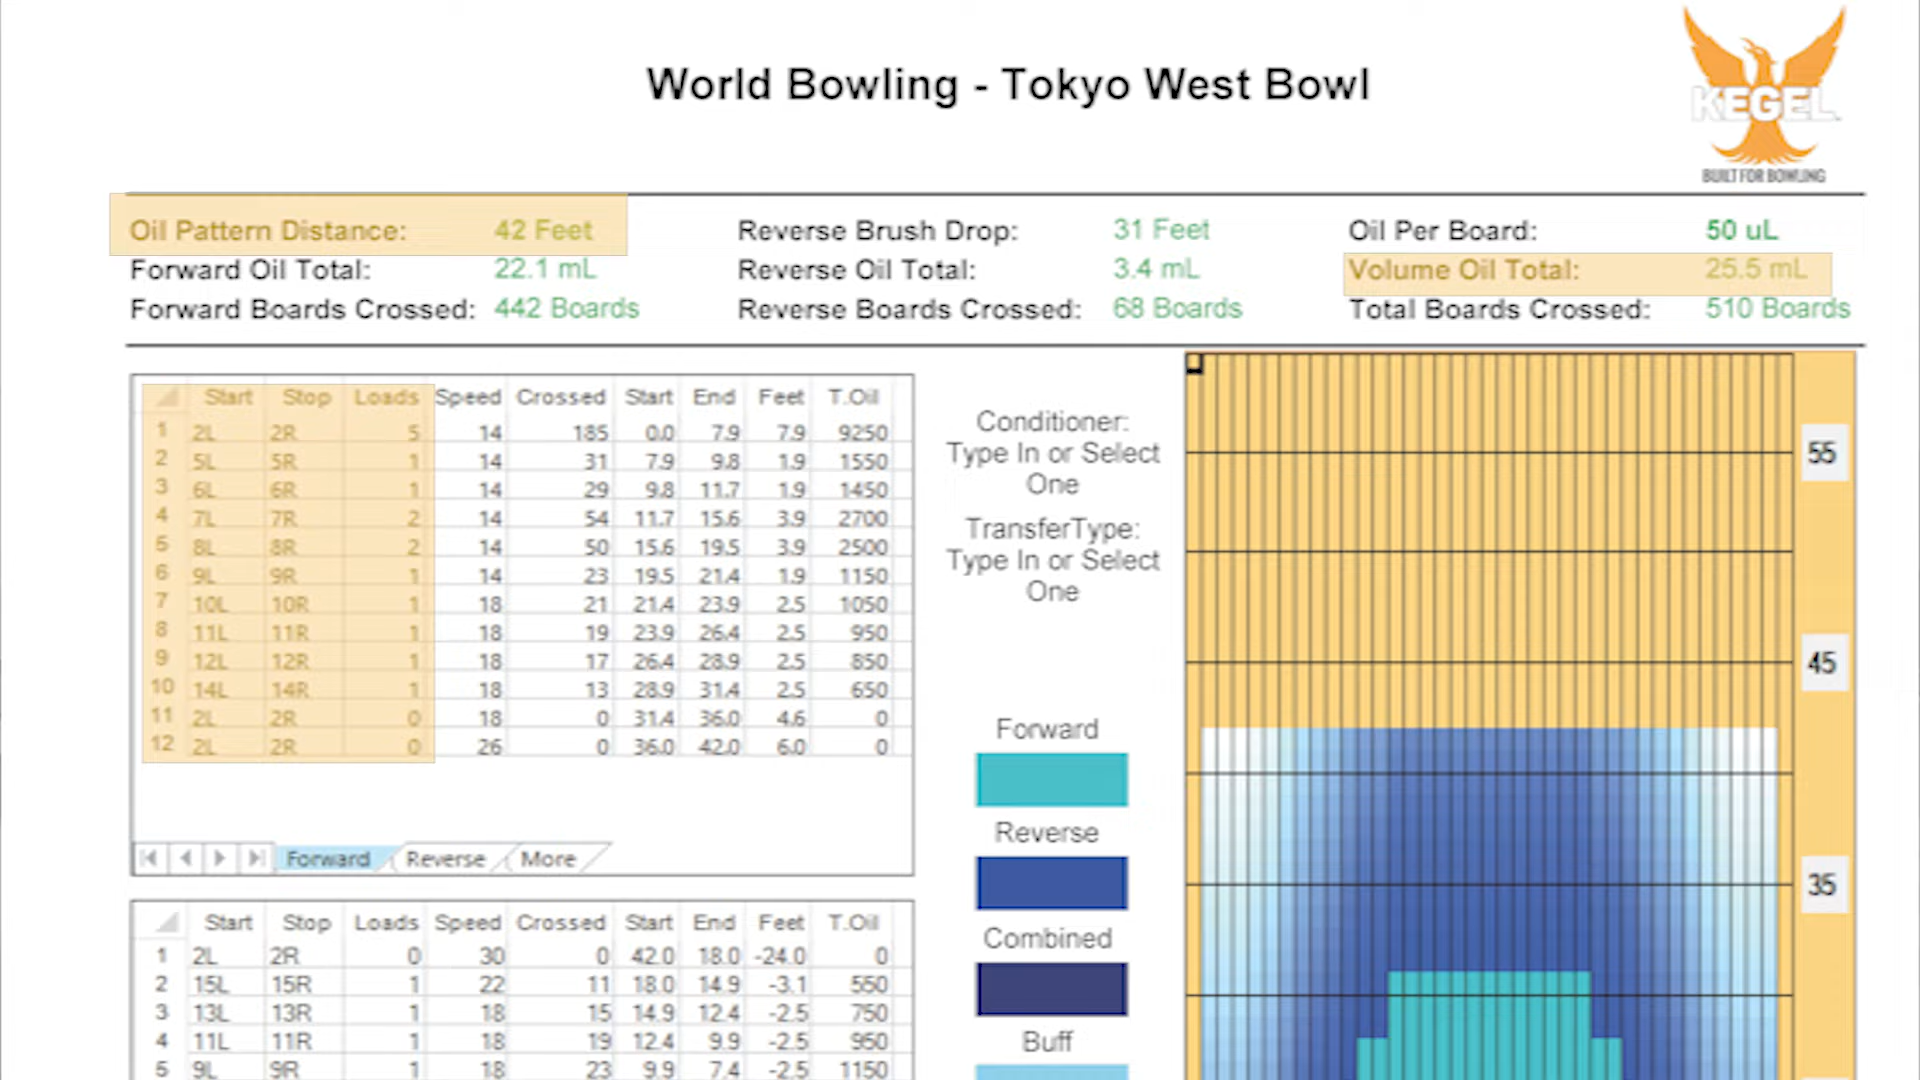 World Bowling - Tokyo West Bowl
KEGEL
BUILT FOR BOWLING
Oil Pattern Distance: 42 Feet Reverse Brush Drop: 31 Feet Oil Per Board: 50 uL
Forward Oil Total: 22.1 mL Reverse Oil Total: 3.4 mL Volume Oil Total: 25.5 mL
Forward Boards Crossed: 442 Boards Reverse Boards Crossed: 68 Boards Total Boards Crossed: 510 Boards
Start Stop Loads Speed Crossed Start End Feet T.Oil
1 2L 2R 5 14 185 0.0 7.9 7.9 9250
2 5L 5R 1 14 31 7.9 9.8 1.9 1550
3 6L 6R 1 14 29 9.8 11.7 1.9 1450
4 7L 7R 2 14 54 11.7 15.6 3.9 2700
5 8L 8R 2 14 50 15.6 19.5 3.9 2500
6 9L 9R 1 14 23 19.5 21.4 1.9 1150
7 10L 10R 1 18 21 21.4 23.9 2.5 1050
8 11L 11R 1 18 19 23.9 26.4 2.5 950
9 12L 12R 1 18 17 26.4 28.9 2.5 850
10 14L 14R 1 18 13 28.9 31.4 2.5 650
11 2L 2R 0 18 0 31.4 36.0 4.6 0
12 2L 2R 0 26 0 36.0 42.0 6.0 0
Forward Reverse More
Start Stop Loads Speed Crossed Start End Feet T.Oil
1 2L 2R 0 30 0 42.0 18.0 -24.0 0
2 15L 15R 1 22 11 18.0 14.9 -3.1 550
3 13L 13R 1 18 15 14.9 12.4 -2.5 750
4 11L 11R 1 18 19 12.4 9.9 -2.5 950
5 9L 9R 1 18 23 9.9 7.4 -2.5 1150
Conditioner:
Type In or Select
One
TransferType:
Type In or Select
One
Forward
Reverse
Combined
Buff
55
45
35